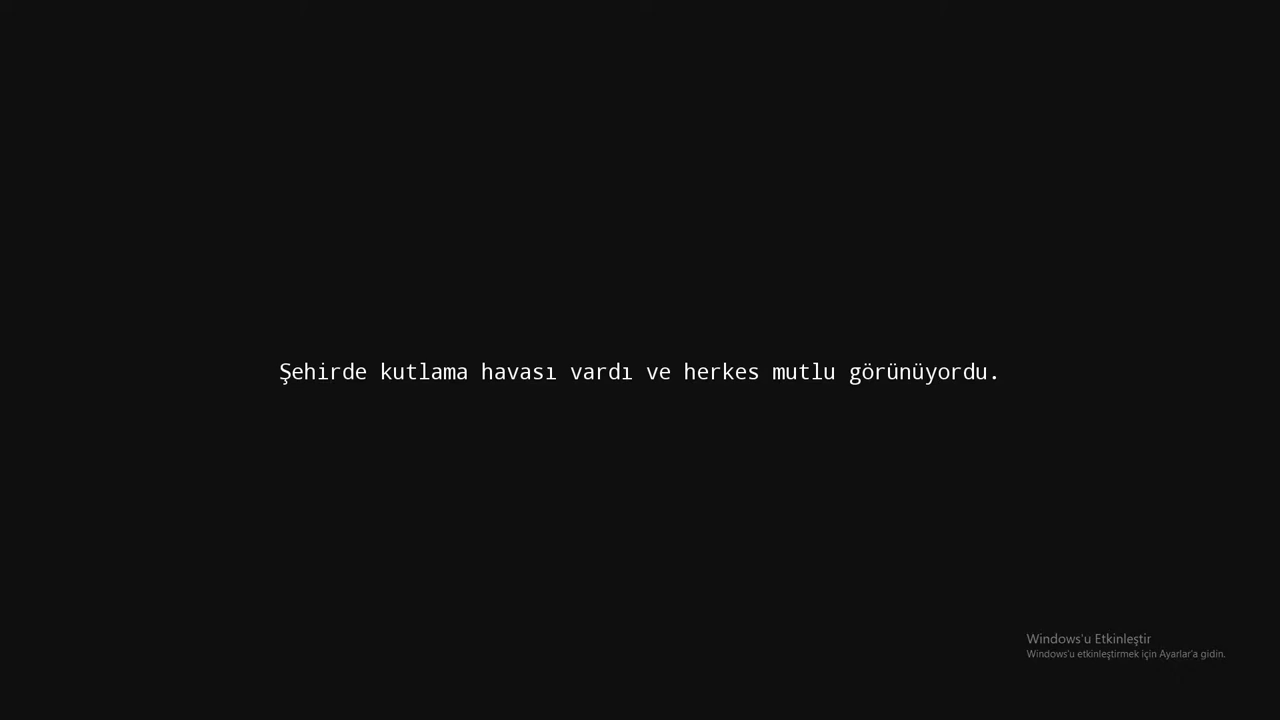 Şehirde kutlama havası vardı ve herkes mutlu görünüyordu.
Windows'u Etkinleştir
Windows'u etkinleştirmek için Ayarlar'a gidin.